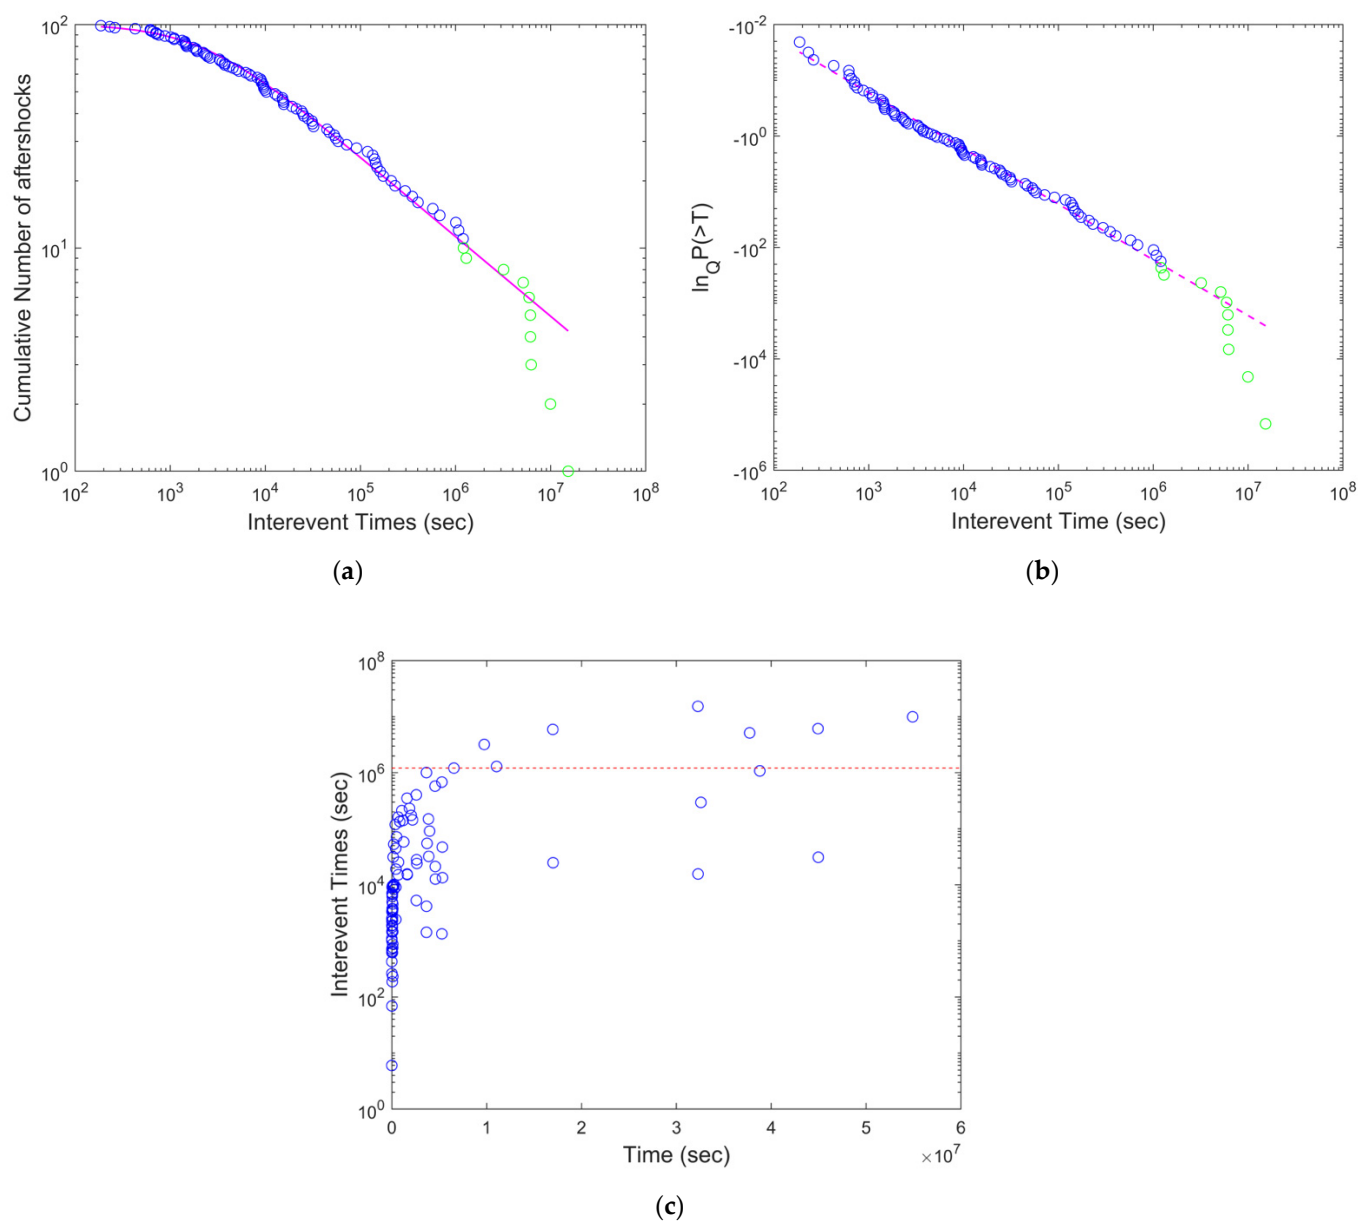 10^2
10^1
10^0
10^2 10^3 10^4 10^5 10^6 10^7 10^8
Cumulative Number of aftershocks
Interevent Times (sec)
(a)
-10^-2
-10^0
-10^2
-10^4
-10^6
10^2 10^3 10^4 10^5 10^6 10^7 10^8
ln_Q P(>T)
Interevent Time (sec)
(b)
10^8
10^6
10^4
10^2
10^0
0 1 2 3 4 5 6
×10^7
Interevent Times (sec)
Time (sec)
(c)